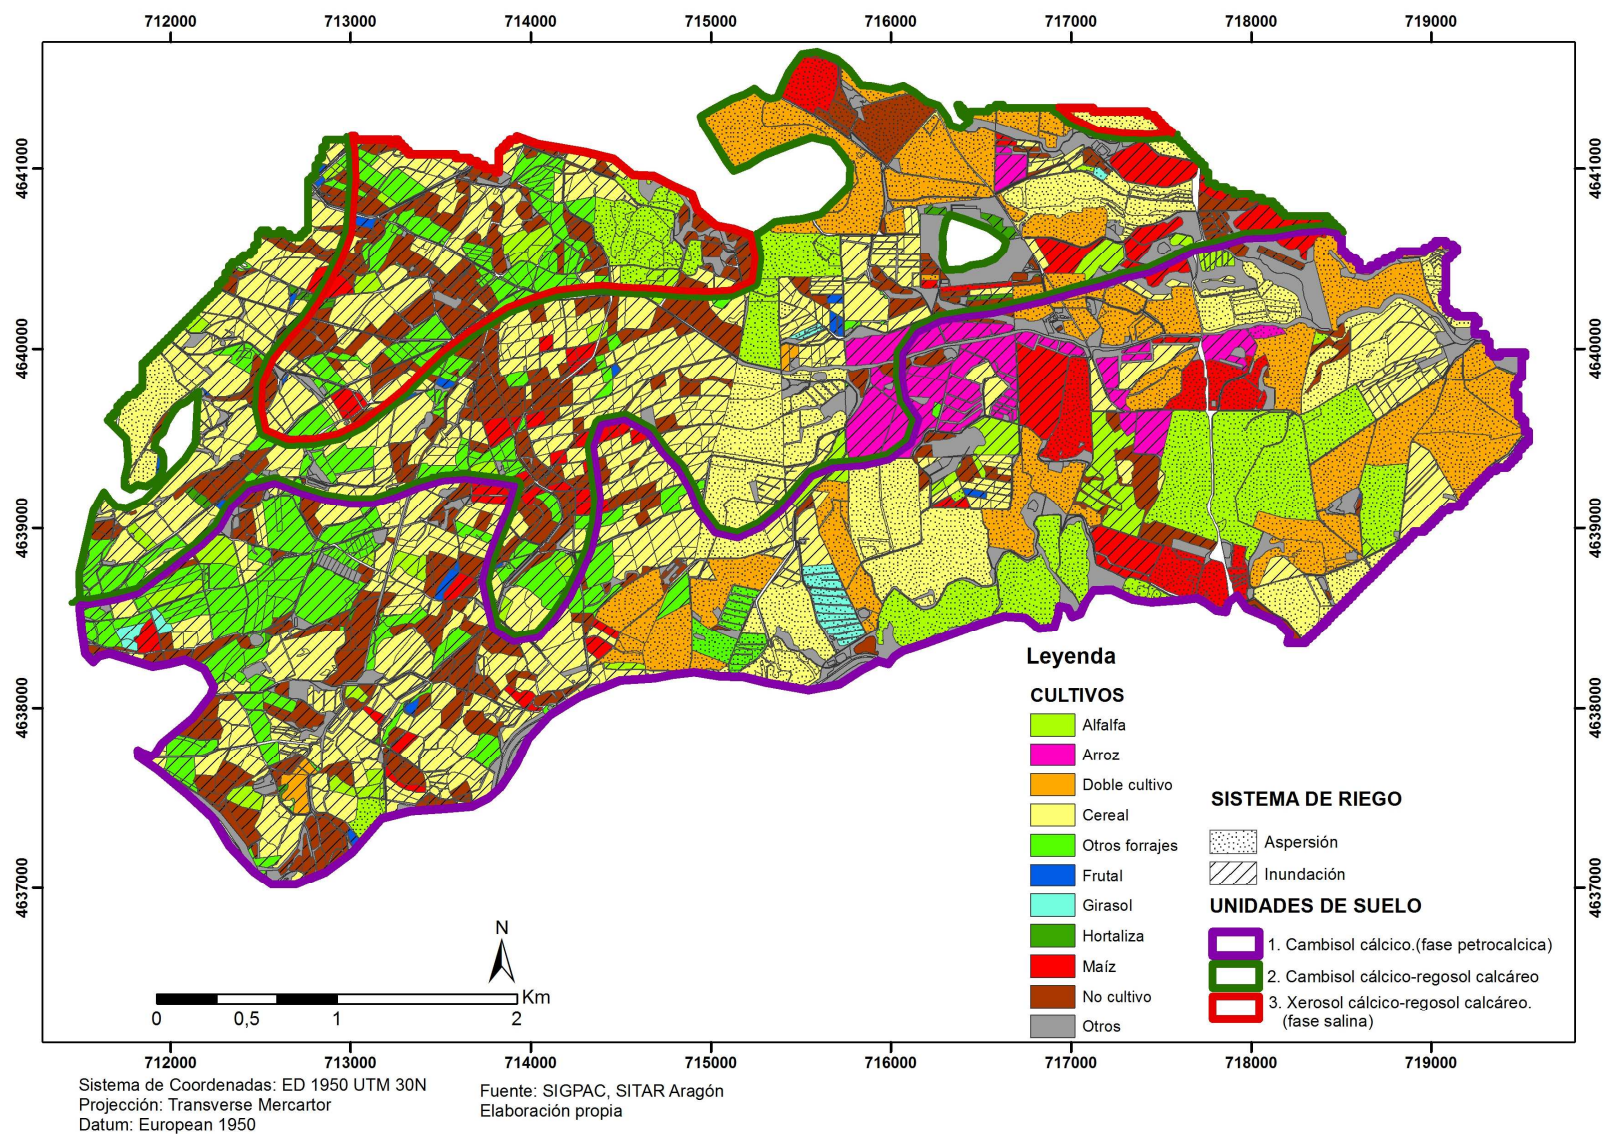 712000 713000 714000 715000 716000 717000 718000 719000
4641000 4641000
4640000 4640000
4639000 4639000
4638000 4638000
4637000 4637000
Leyenda
CULTIVOS
Alfalfa
Arroz
Doble cultivo
Cereal
Otros forrajes
Frutal
Girasol
Hortaliza
Maíz
No cultivo
Otros
SISTEMA DE RIEGO
Aspersión
Inundación
UNIDADES DE SUELO
1. Cambisol cálcico.(fase petrocalcica)
2. Cambisol cálcico-regosol calcáreo
3. Xerosol cálcico-regosol calcáreo.
(fase salina)
N
Km
0 0,5 1 2
712000 713000 714000 715000 716000 717000 718000 719000
Sistema de Coordenadas: ED 1950 UTM 30N
Projección: Transverse Mercartor
Datum: European 1950
Fuente: SIGPAC, SITAR Aragón
Elaboración propia